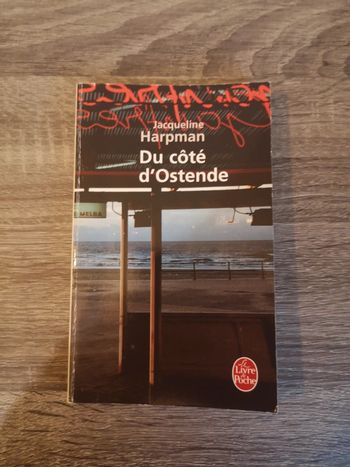 Jacqueline
Harpman
Du côté
d'Ostende
MELBA
Le
Livre
de
Poche